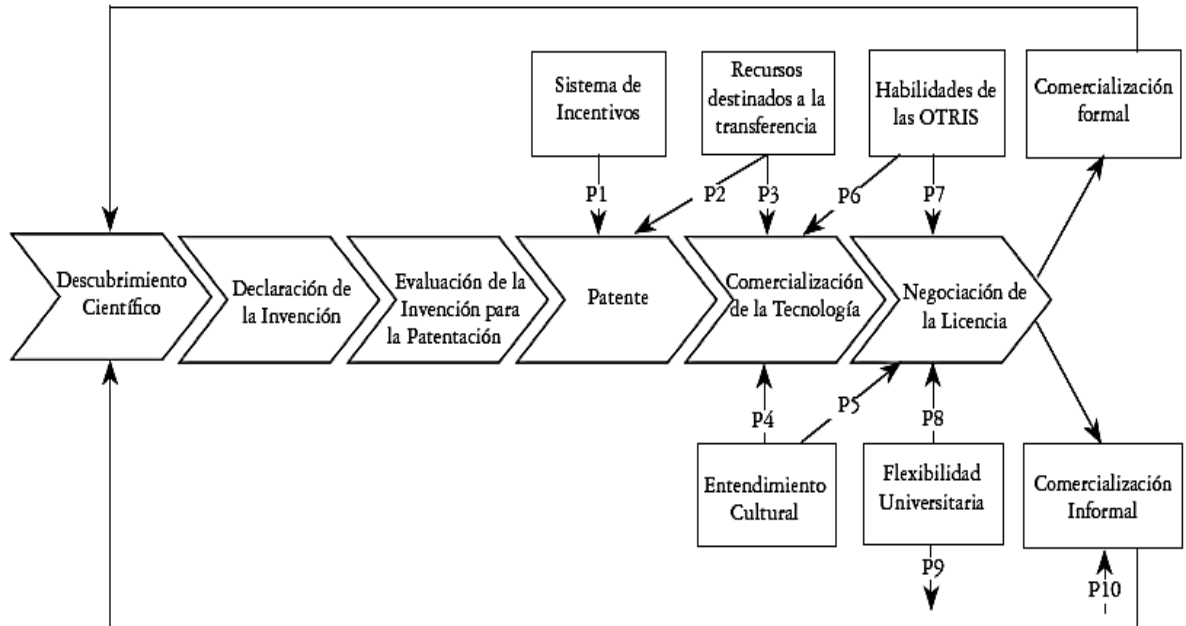 Sistema de
Incentivos
Recursos
destinados a la
transferencia
Habilidades de
las OTRIS
Comercialización
formal
P1
P2
P3
P6
P7
Descubrimiento
Científico
Declaración de
la Invención
Evaluación de la
Invención para
la Patentación
Patente
Comercialización
de la Tecnología
Negociación de
la Licencia
P4
P5
P8
Entendimiento
Cultural
Flexibilidad
Universitaria
Comercialización
Informal
P9
P10